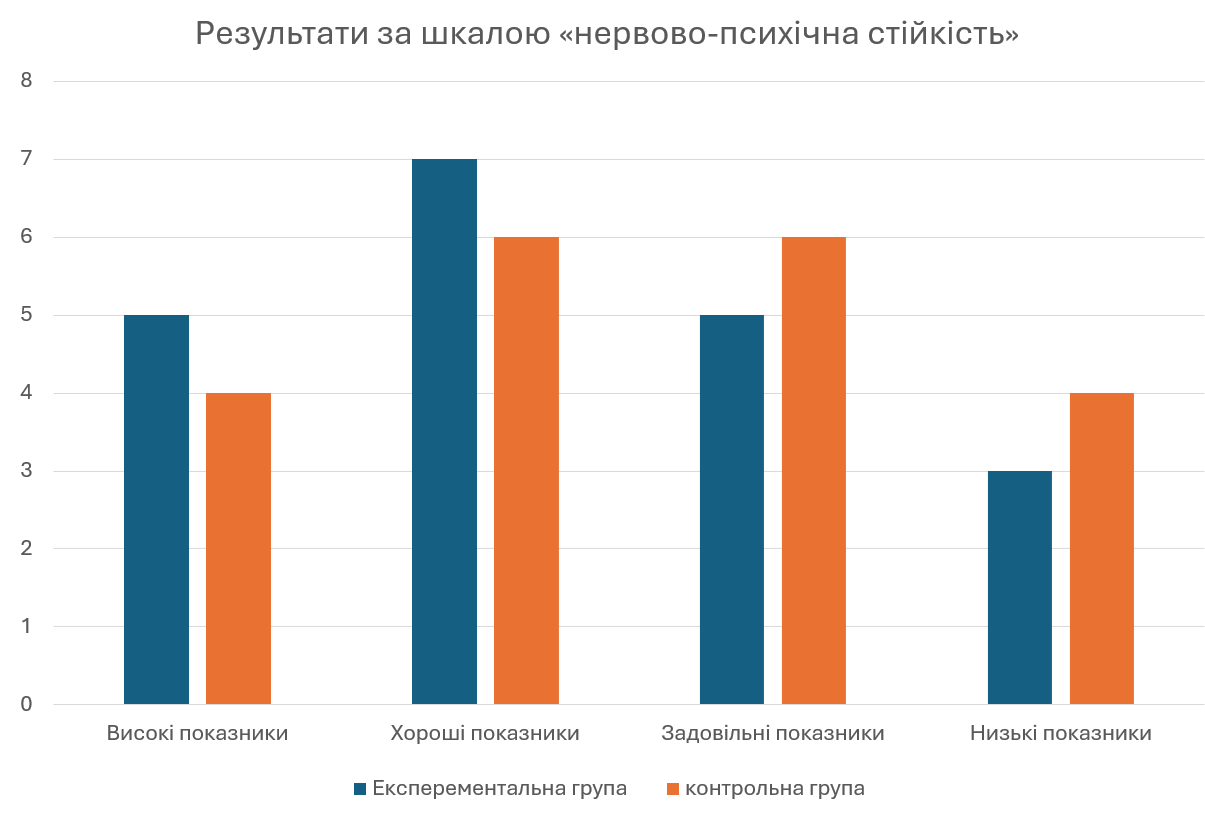 Результати за шкалою «нервово-психічна стійкість»
8
7
6
5
4
3
2
1
0
Високі показники
Хороші показники
Задовільні показники
Низькі показники
Експерементальна група
контрольна група